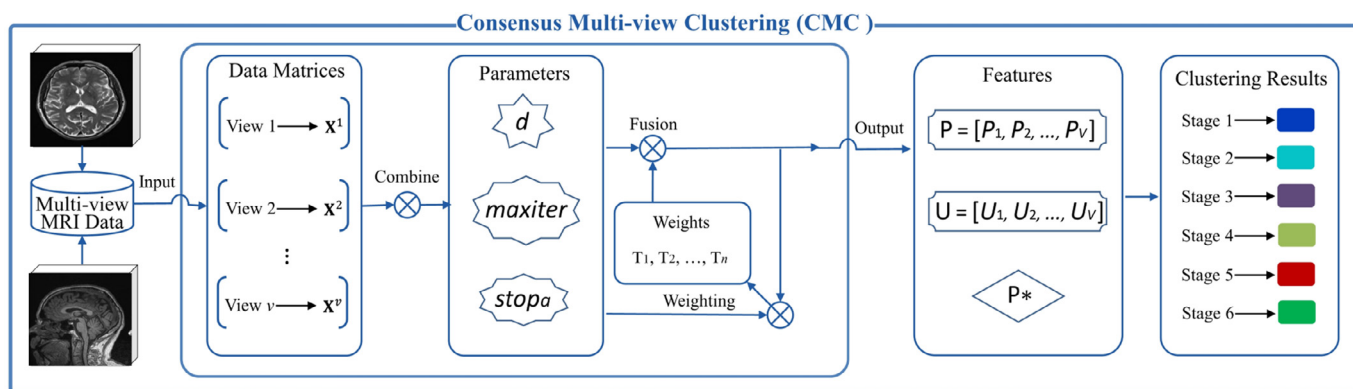 Consensus Multi-view Clustering (CMC )
Multi-view
MRI Data
Input
Data Matrices
View 1 X¹
View 2 X²
⋮
View v Xᵛ
Combine
Parameters
d
maxiter
stopa
Fusion
Weights
T₁, T₂, …, Tₙ
Weighting
Output
Features
P = [P₁, P₂, ..., Pᵥ]
U = [U₁, U₂, ..., Uᵥ]
P*
Clustering Results
Stage 1
Stage 2
Stage 3
Stage 4
Stage 5
Stage 6